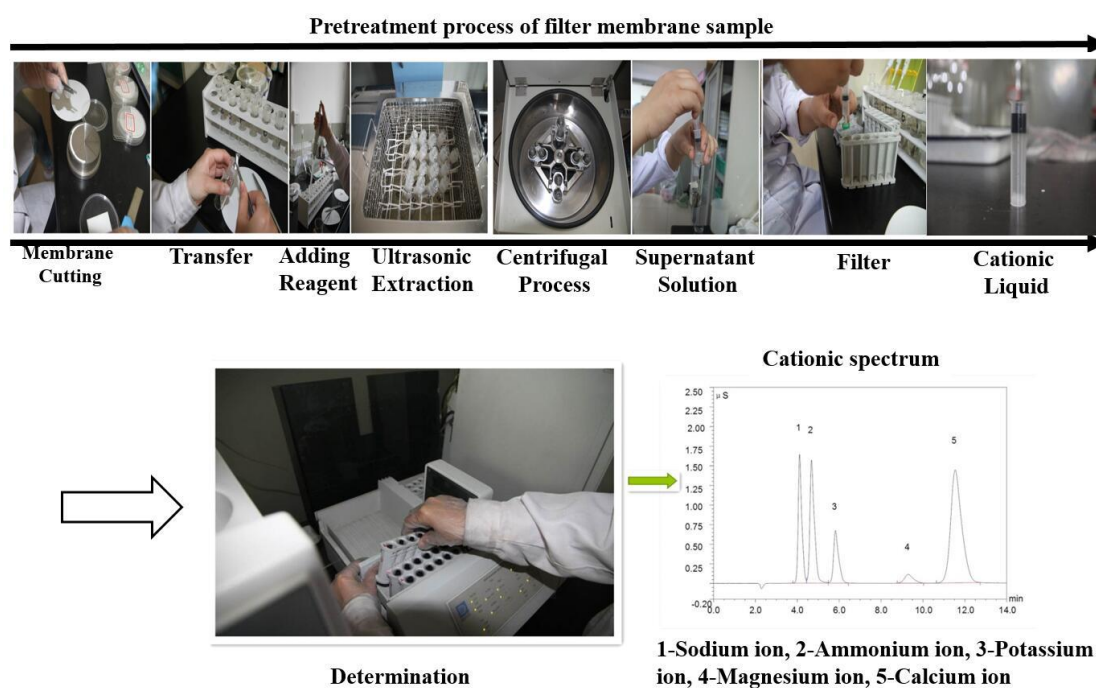 Pretreatment process of filter membrane sample
Membrane
Cutting
Transfer
Adding
Reagent
Ultrasonic
Extraction
Centrifugal
Process
Supernatant
Solution
Filter
Cationic
Liquid
Cationic spectrum
μS
2.50
2.25
2.00
1.75
1.50
1.25
1.00
0.75
0.50
0.25
-0.20
1
2
3
4
5
min
0.0
2.0
4.0
6.0
8.0
10.0
12.0
14.0
Determination
1-Sodium ion, 2-Ammonium ion, 3-Potassium
ion, 4-Magnesium ion, 5-Calcium ion